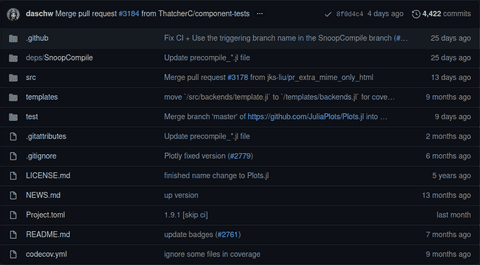 daschw Merge pull request #3184 from ThatcherC/component-tests ... 8f9d4c4 4 days ago 4,422 commits
.github Fix CI + Use the triggering branch name in the SnoopCompile branch (#... 25 days ago
deps/SnoopCompile Update precompile_*.jl file 25 days ago
src Merge pull request #3178 from jks-liu/pr_extra_mime_only_html 13 days ago
templates move `/src/backends/template.jl` to `/templates/backends.jl` for cove... 9 months ago
test Merge branch 'master' of https://github.com/JuliaPlots/Plots.jl into ... 9 days ago
.gitattributes Update precompile_*.jl file 2 months ago
.gitignore Plotly fixed version (#2779) 6 months ago
LICENSE.md finished name change to Plots.jl 5 years ago
NEWS.md up version 13 months ago
Project.toml 1.9.1 [skip ci] last month
README.md update badges (#2761) 7 months ago
codecov.yml ignore some files in coverage 9 months ago